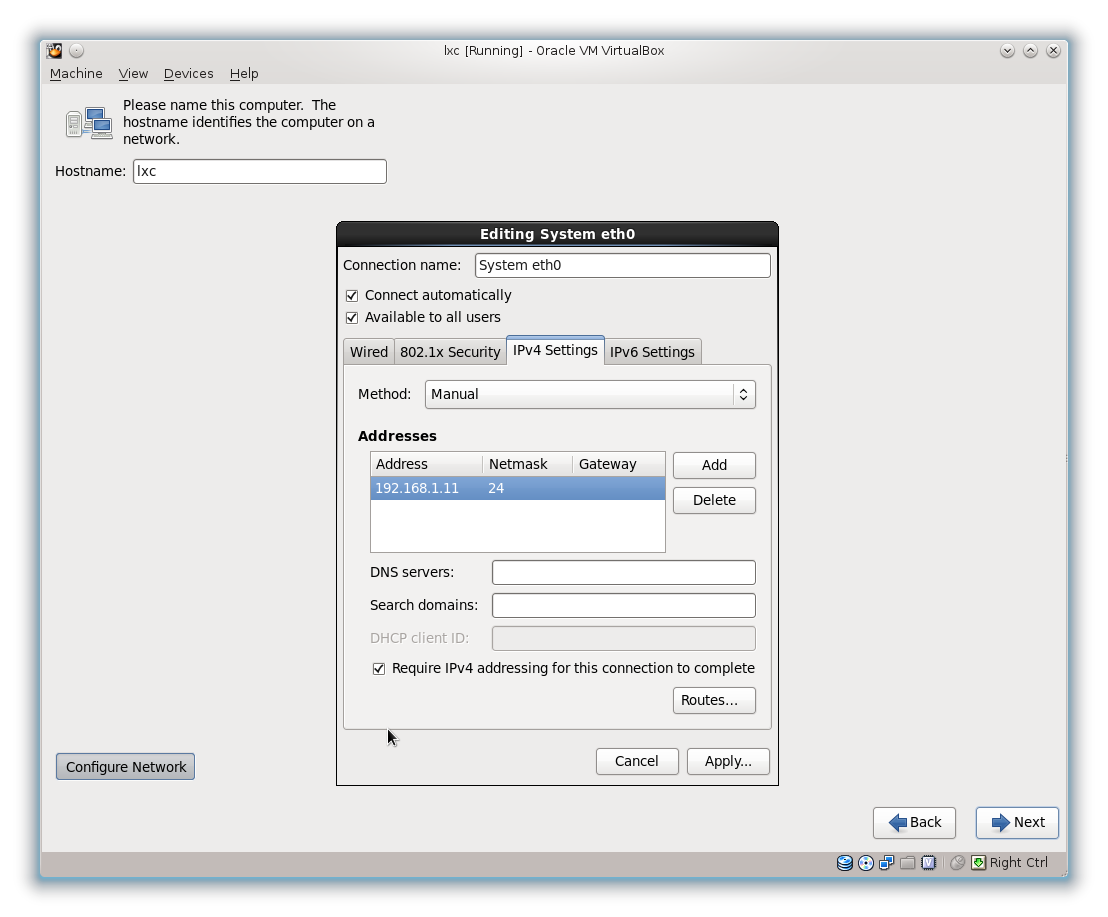 lxc [Running] - Oracle VM VirtualBox
Machine View Devices Help
Please name this computer. The
hostname identifies the computer on a
network.
Hostname: lxc
Editing System eth0
Connection name: System eth0
Connect automatically
Available to all users
Wired 802.1x Security IPv4 Settings IPv6 Settings
Method: Manual
Addresses
Address Netmask Gateway
Add
192.168.1.11 24
Delete
DNS servers:
Search domains:
DHCP client ID:
Require IPv4 addressing for this connection to complete
Routes...
Cancel Apply...
Configure Network
Back Next
Right Ctrl